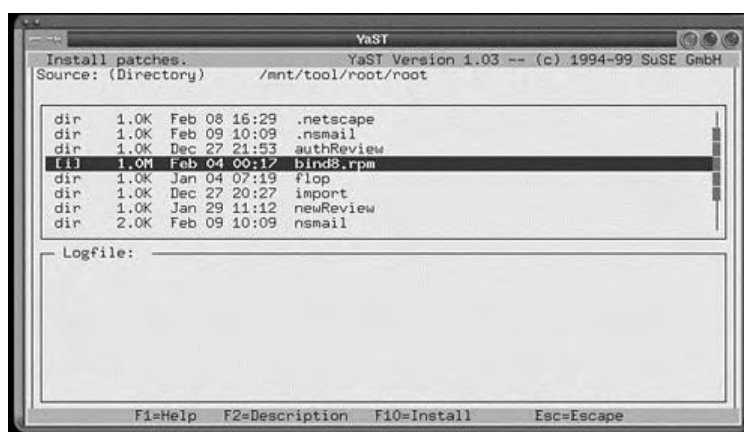 YaST
Install patches. YaST Version 1.03 -- (c) 1994-99 SuSE GmbH
Source: (Directory) /mnt/tool/root/root
dir 1.0K Feb 08 16:29 .netscape
dir 1.0K Feb 09 10:09 .nsmail
dir 1.0K Dec 27 21:53 authReview
[i] 1.0M Feb 04 00:17 bind8.rpm
dir 1.0K Jan 04 07:19 flop
dir 1.0K Dec 27 20:27 import
dir 1.0K Jan 29 11:12 newReview
dir 2.0K Feb 09 10:09 nsmail
Logfile:
F1=Help F2=Description F10=Install Esc=Escape